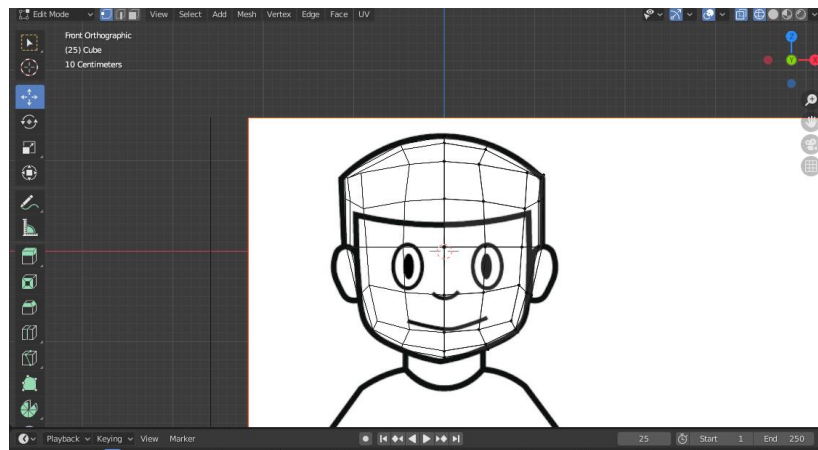 Edit Mode View Select Add Mesh Vertex Edge Face UV
Front Orthographic
(25) Cube
10 Centimeters
Z
Y
X
Playback Keying View Marker 25 Start 1 End 250